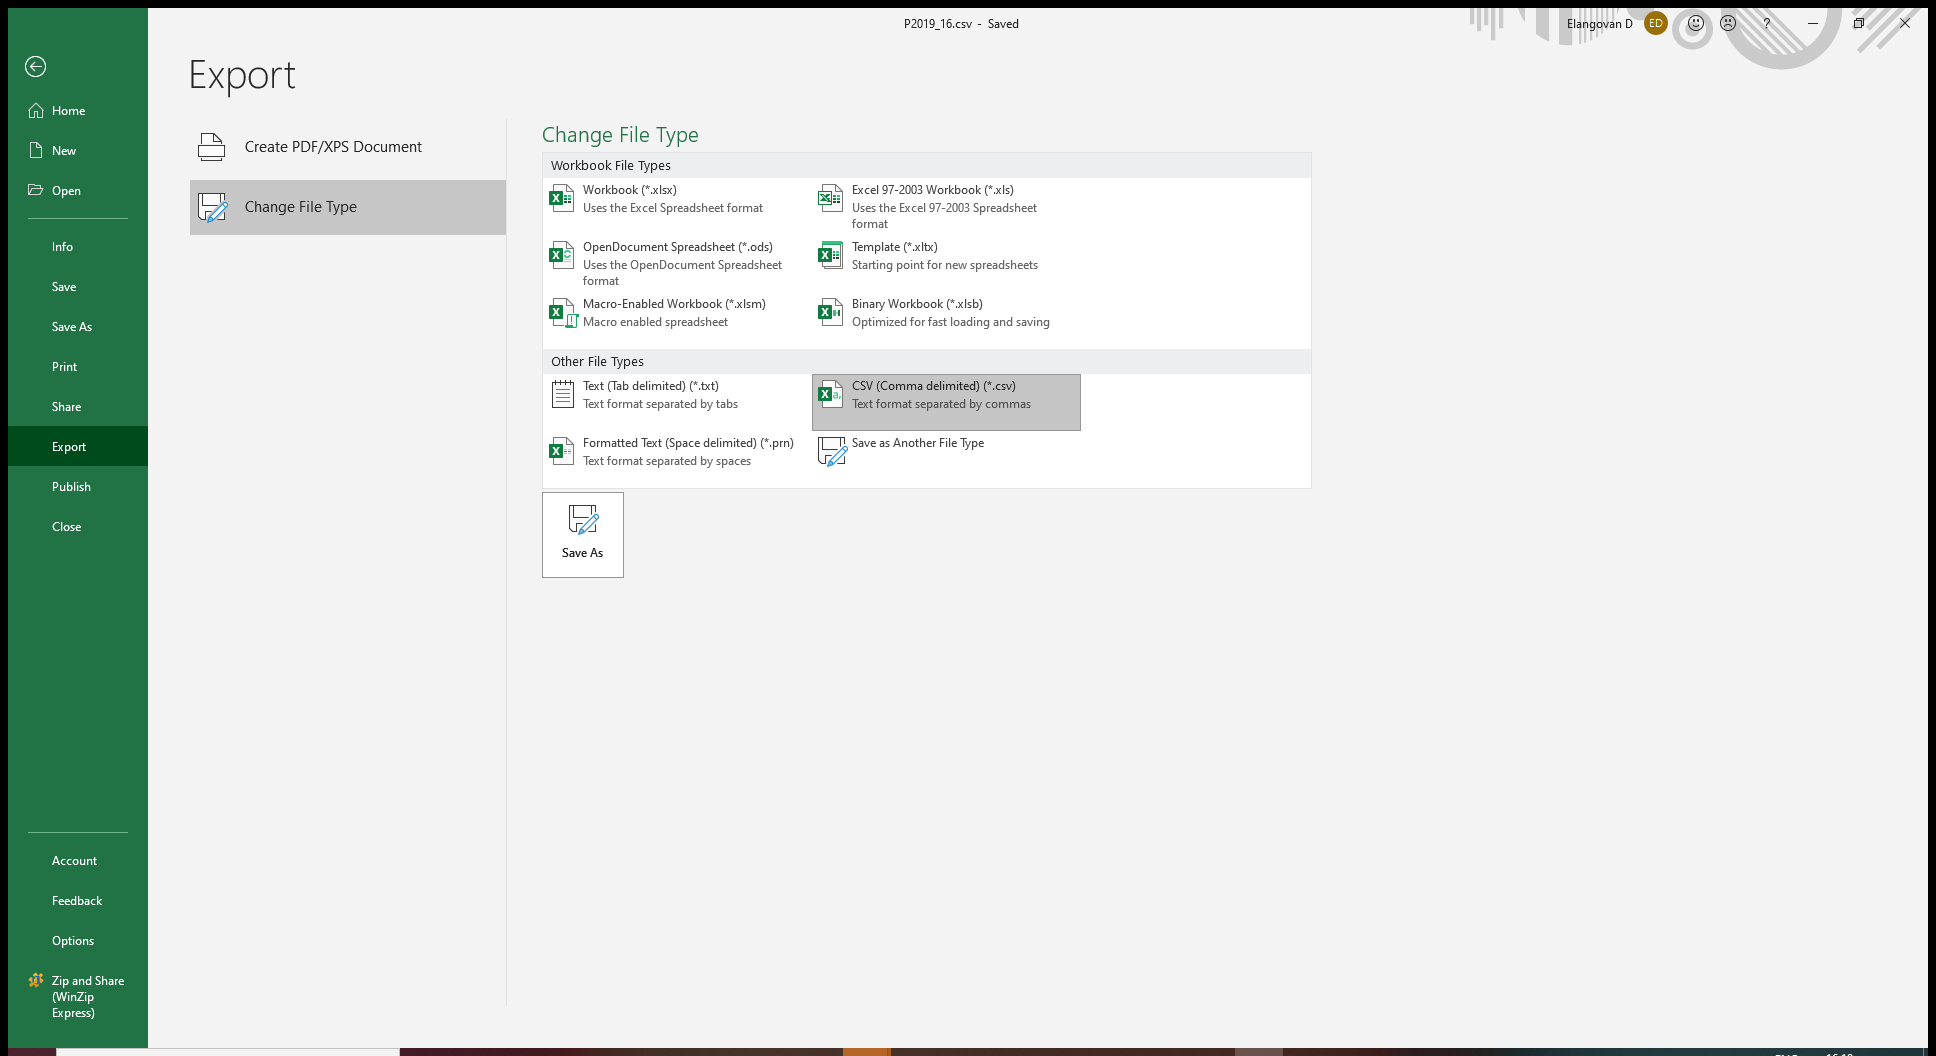 P2019_16.csv - Saved
Elangovan D
ED
?
Export
Home
New
Open
Info
Save
Save As
Print
Share
Export
Publish
Close
Account
Feedback
Options
Zip and Share
(WinZip
Express)
Create PDF/XPS Document
Change File Type
Change File Type
Workbook File Types
Workbook (*.xlsx)
Uses the Excel Spreadsheet format
Excel 97-2003 Workbook (*.xls)
Uses the Excel 97-2003 Spreadsheet
format
OpenDocument Spreadsheet (*.ods)
Uses the OpenDocument Spreadsheet
format
Template (*.xltx)
Starting point for new spreadsheets
Macro-Enabled Workbook (*.xlsm)
Macro enabled spreadsheet
Binary Workbook (*.xlsb)
Optimized for fast loading and saving
Other File Types
Text (Tab delimited) (*.txt)
Text format separated by tabs
CSV (Comma delimited) (*.csv)
Text format separated by commas
Formatted Text (Space delimited) (*.prn)
Text format separated by spaces
Save as Another File Type
Save As